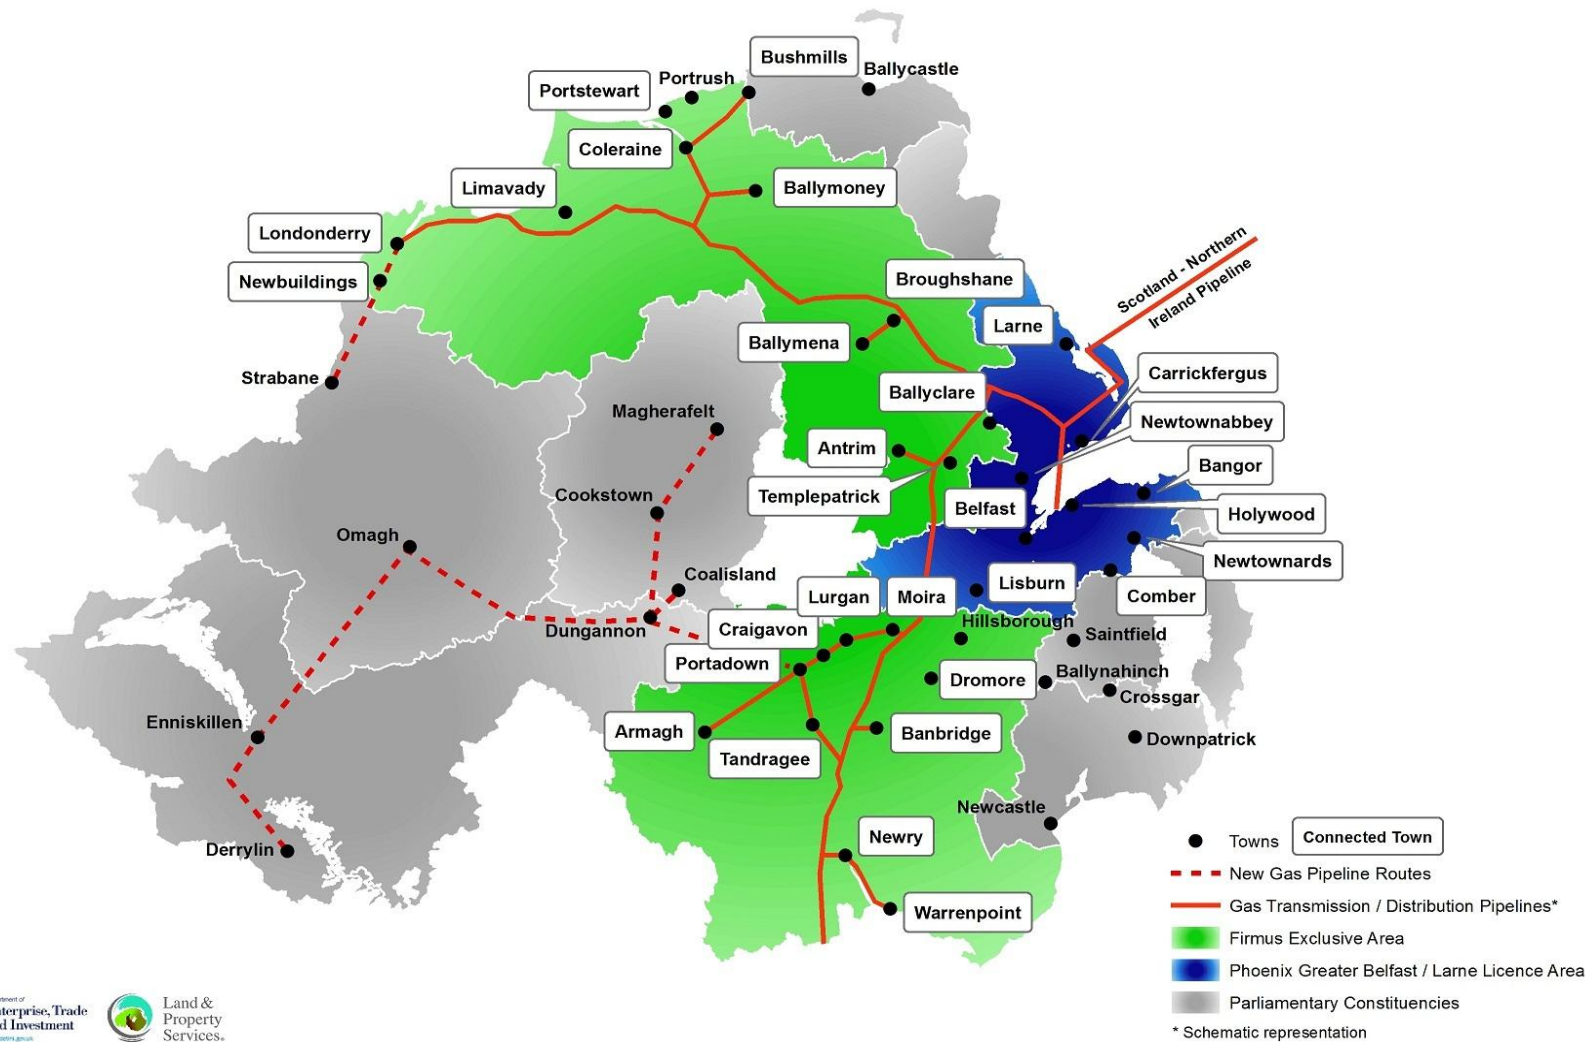 Bushmills
Ballycastle
Portrush
Portstewart
Coleraine
Limavady
Ballymoney
Londonderry
Newbuildings
Broughshane
Scotland - Northern
Ireland Pipeline
Larne
Ballymena
Strabane
Carrickfergus
Ballyclare
Magherafelt
Newtownabbey
Antrim
Bangor
Templepatrick
Cookstown
Belfast
Holywood
Omagh
Newtownards
Coalisland
Lisburn
Lurgan
Moira
Comber
Dungannon
Craigavon
Hillsborough
Saintfield
Portadown
Ballynahinch
Dromore
Crossgar
Enniskillen
Armagh
Banbridge
Downpatrick
Tandragee
Newcastle
Newry
Derrylin
Warrenpoint
Towns
Connected Town
New Gas Pipeline Routes
Gas Transmission / Distribution Pipelines*
Firmus Exclusive Area
Phoenix Greater Belfast / Larne Licence Area
Parliamentary Constituencies
* Schematic representation
Trade
Investment
Land &
Property
Services.